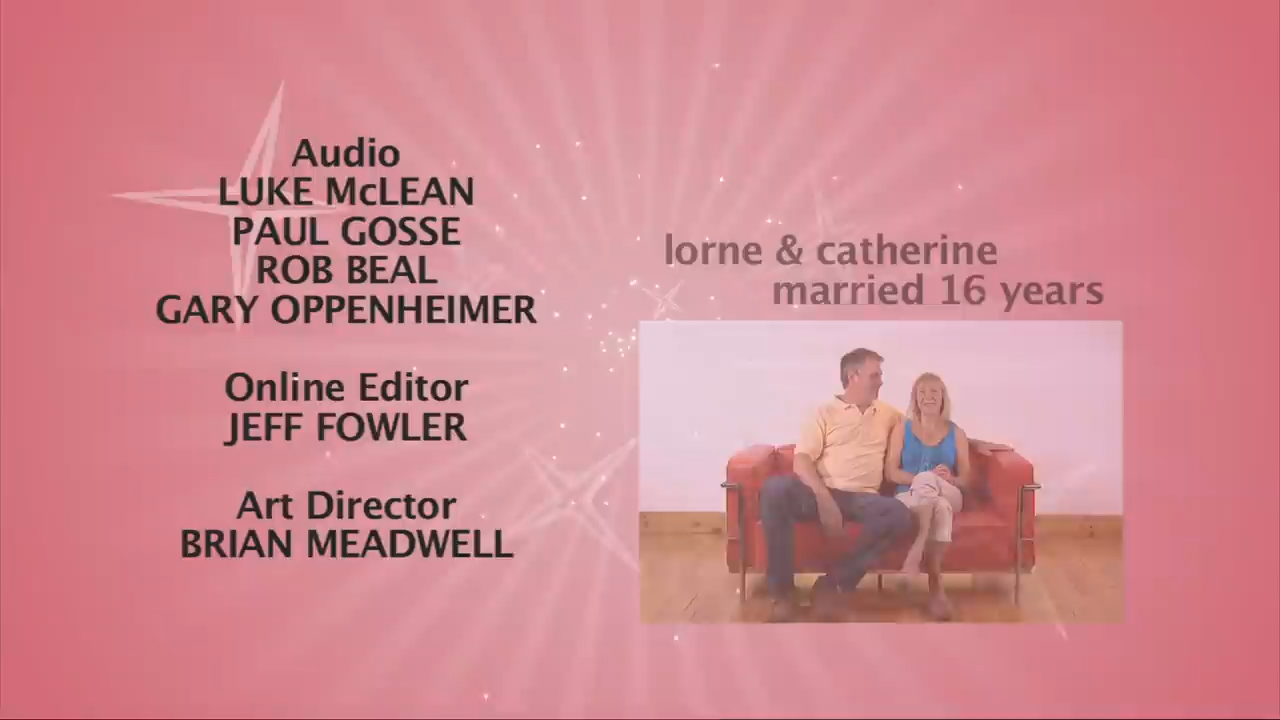 Audio
LUKE McLEAN
PAUL GOSSE
ROB BEAL
GARY OPPENHEIMER
Online Editor
JEFF FOWLER
Art Director
BRIAN MEADWELL
lorne & catherine
married 16 years